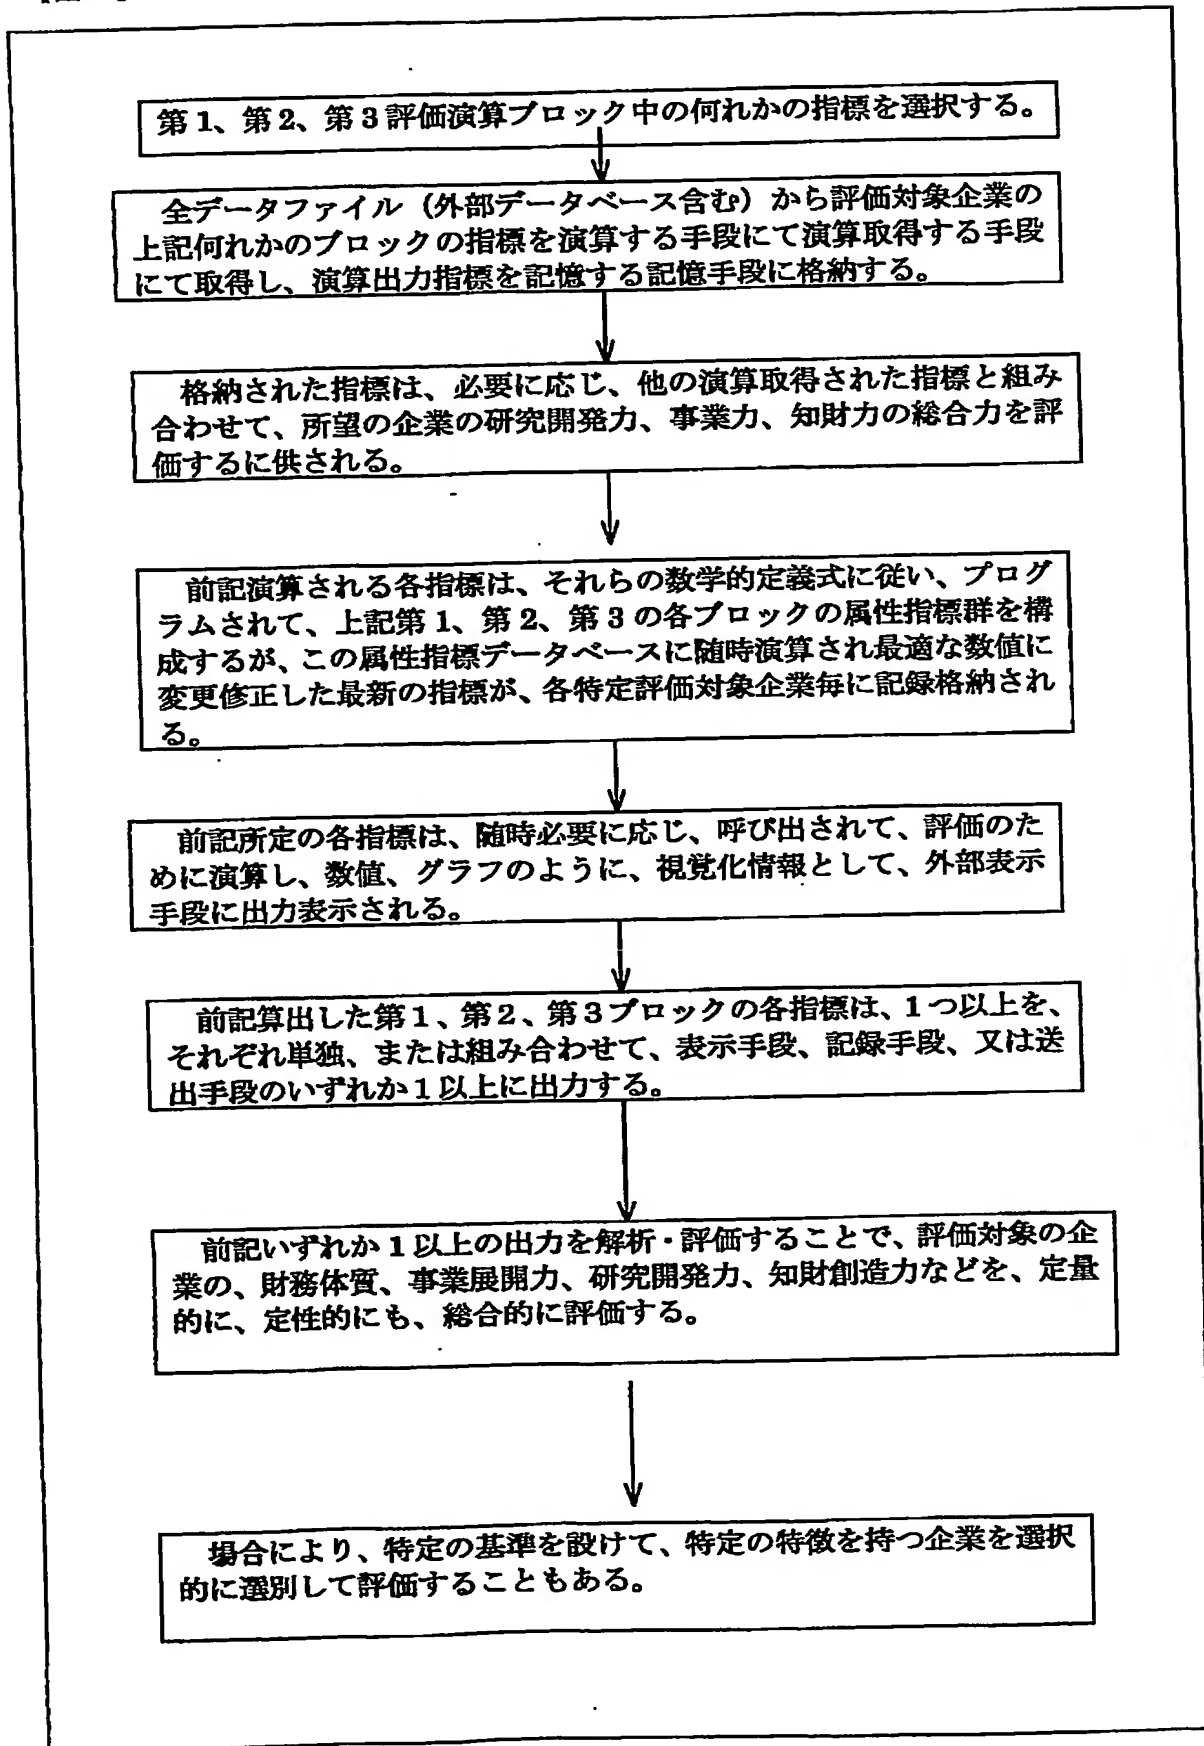 第1、第2、第3評価演算ブロック中の何れかの指標を選択する。
全データファイル（外部データベース含む）から評価対象企業の
上記何れかのブロックの指標を演算する手段にて演算取得する手段
にて取得し、演算出力指標を記憶する記憶手段に格納する。
格納された指標は、必要に応じ、他の演算取得された指標と組み
合わせて、所望の企業の研究開発力、事業力、知財力の総合力を評
価するに供される。
前記演算される各指標は、それらの数学的定義式に従い、プログ
ラムされて、上記第1、第2、第3の各ブロックの属性指標群を構
成するが、この属性指標データベースに随時演算され最適な数値に
変更修正した最新の指標が、各特定評価対象企業毎に記録格納され
る。
前記所定の各指標は、随時必要に応じ、呼び出されて、評価のた
めに演算し、数値、グラフのように、視覚化情報として、外部表示
手段に出力表示される。
前記算出した第1、第2、第3ブロックの各指標は、1つ以上を、
それぞれ単独、または組み合わせて、表示手段、記録手段、又は送
出手段のいずれか1以上に出力する。
前記いずれか1以上の出力を解析・評価することで、評価対象の企
業の、財務体質、事業展開力、研究開発力、知財創造力などを、定量
的に、定性的にも、総合的に評価する。
場合により、特定の基準を設けて、特定の特徴を持つ企業を選択
的に選別して評価することもある。